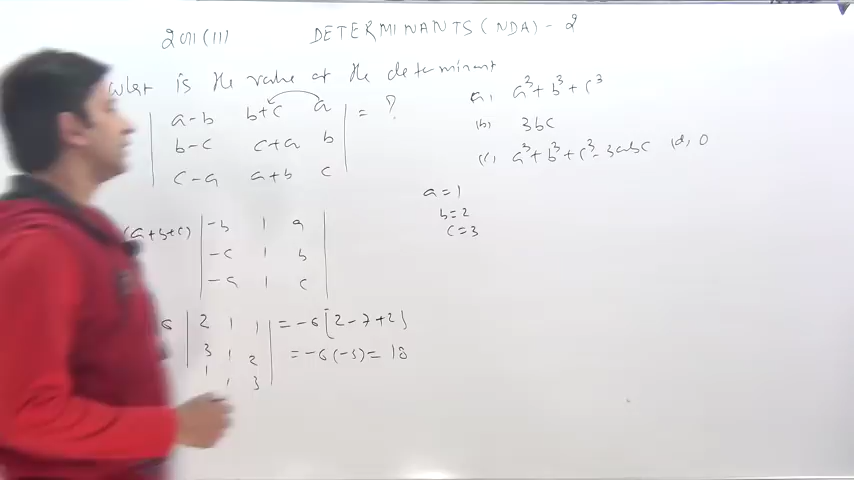 2011(II) DETERMINANTS (NDA) - 2
is the value of the determinant
| a-b b+c a |
| b-c c+a b | = ?
| c-a a+b c |
(a) a³ + b³ + c³
(b) 3bc
(c) a³ + b³ + c³ - 3abc (d) 0
a = 1
b = 2
c = 3
(a+b+c) | -b 1 a |
| -c 1 b |
| -a 1 c |
6 | 2 1 1 | = -6[2-7+2]
| 3 1 2 | = -6(-3) = 18
| 1 1 3 |